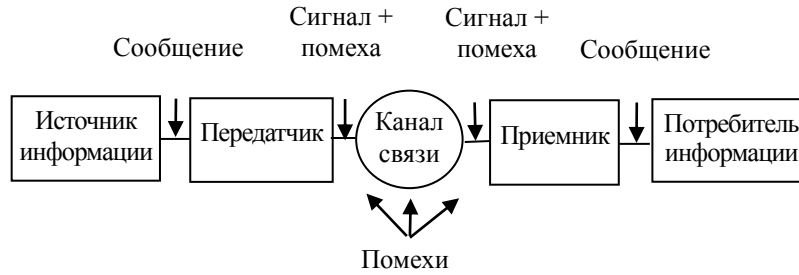 Сообщение
Сигнал +
помеха
Сигнал +
помеха
Сообщение
Источник
информации
Передатчик
Канал
связи
Приемник
Потребитель
информации
Помехи